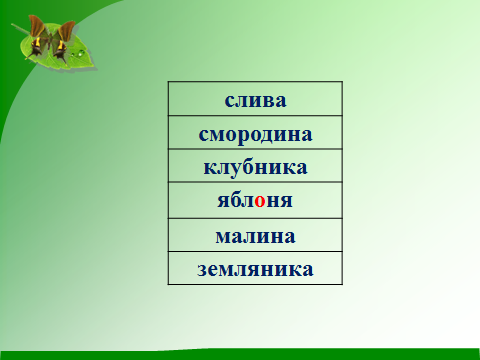 слива
смородина
клубника
яблоня
малина
земляника